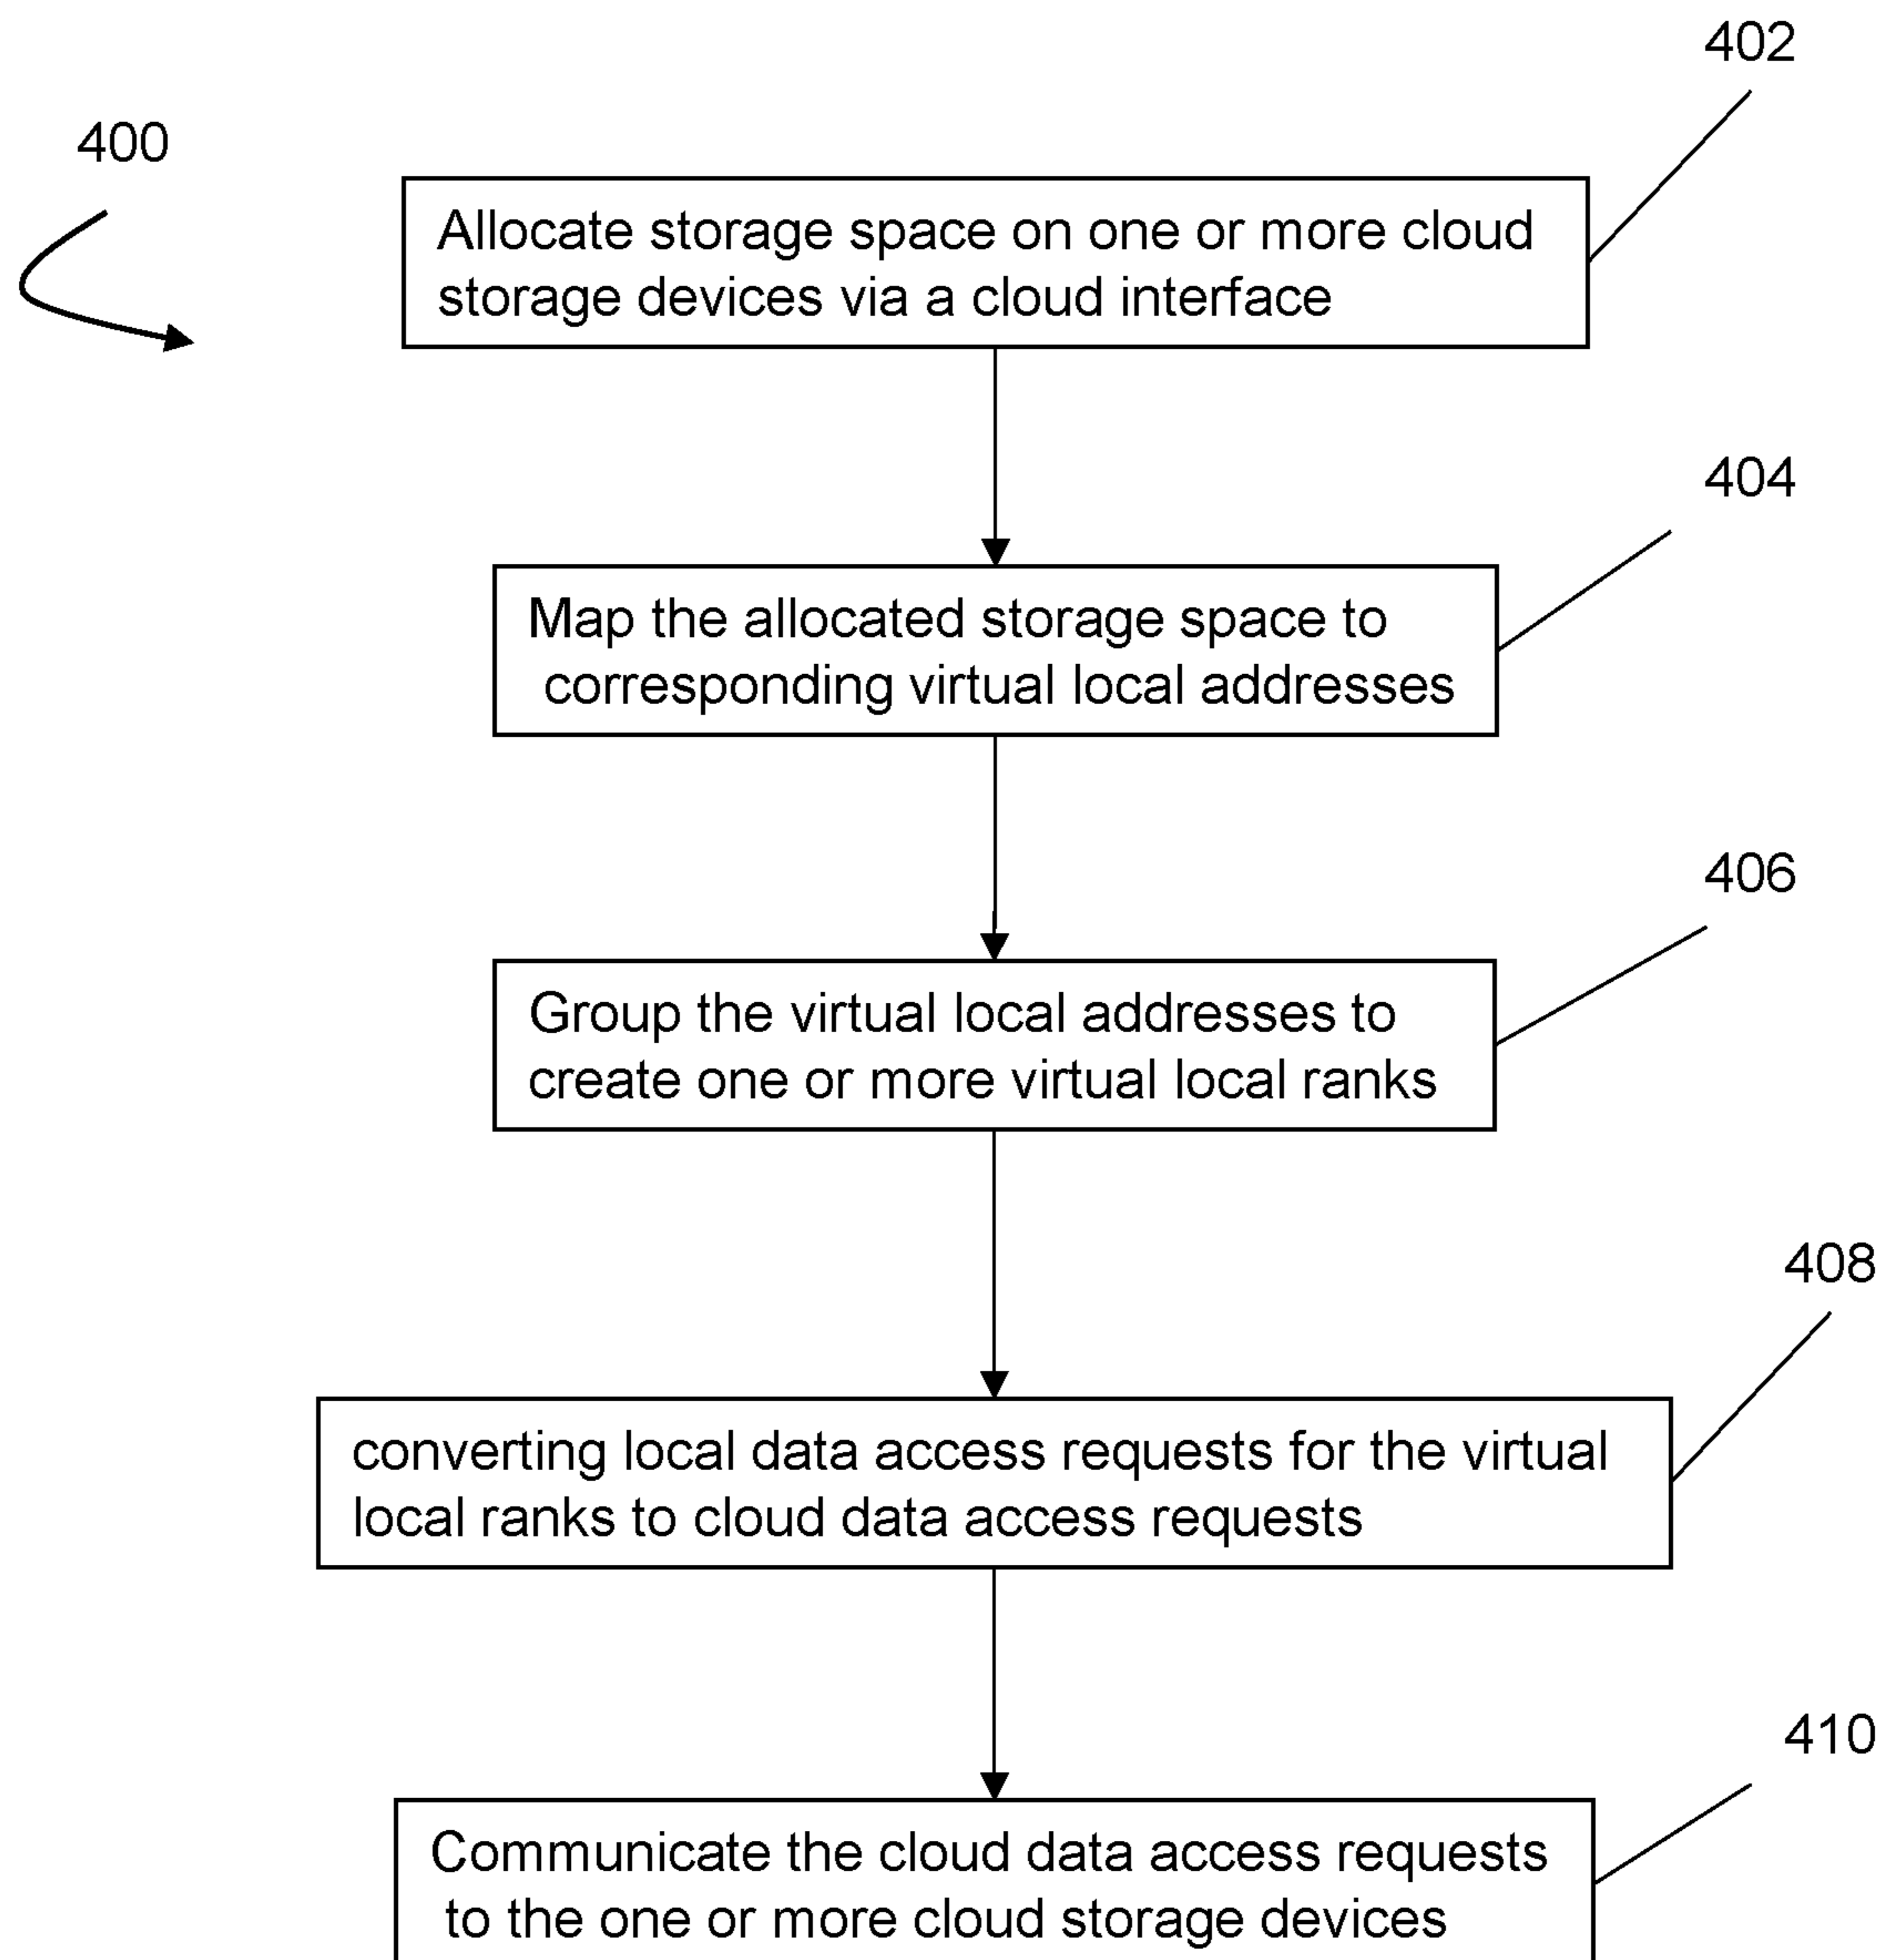 402
400
Allocate storage space on one or more cloud
storage devices via a cloud interface
404
Map the allocated storage space to
corresponding virtual local addresses
406
Group the virtual local addresses to
create one or more virtual local ranks
408
converting local data access requests for the virtual
local ranks to cloud data access requests
410
Communicate the cloud data access requests
to the one or more cloud storage devices